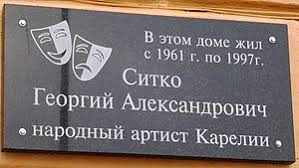 В этом доме жил
с 1961 г. по 1997г.
Ситко
Георгий Александрович
народный артист Карелии